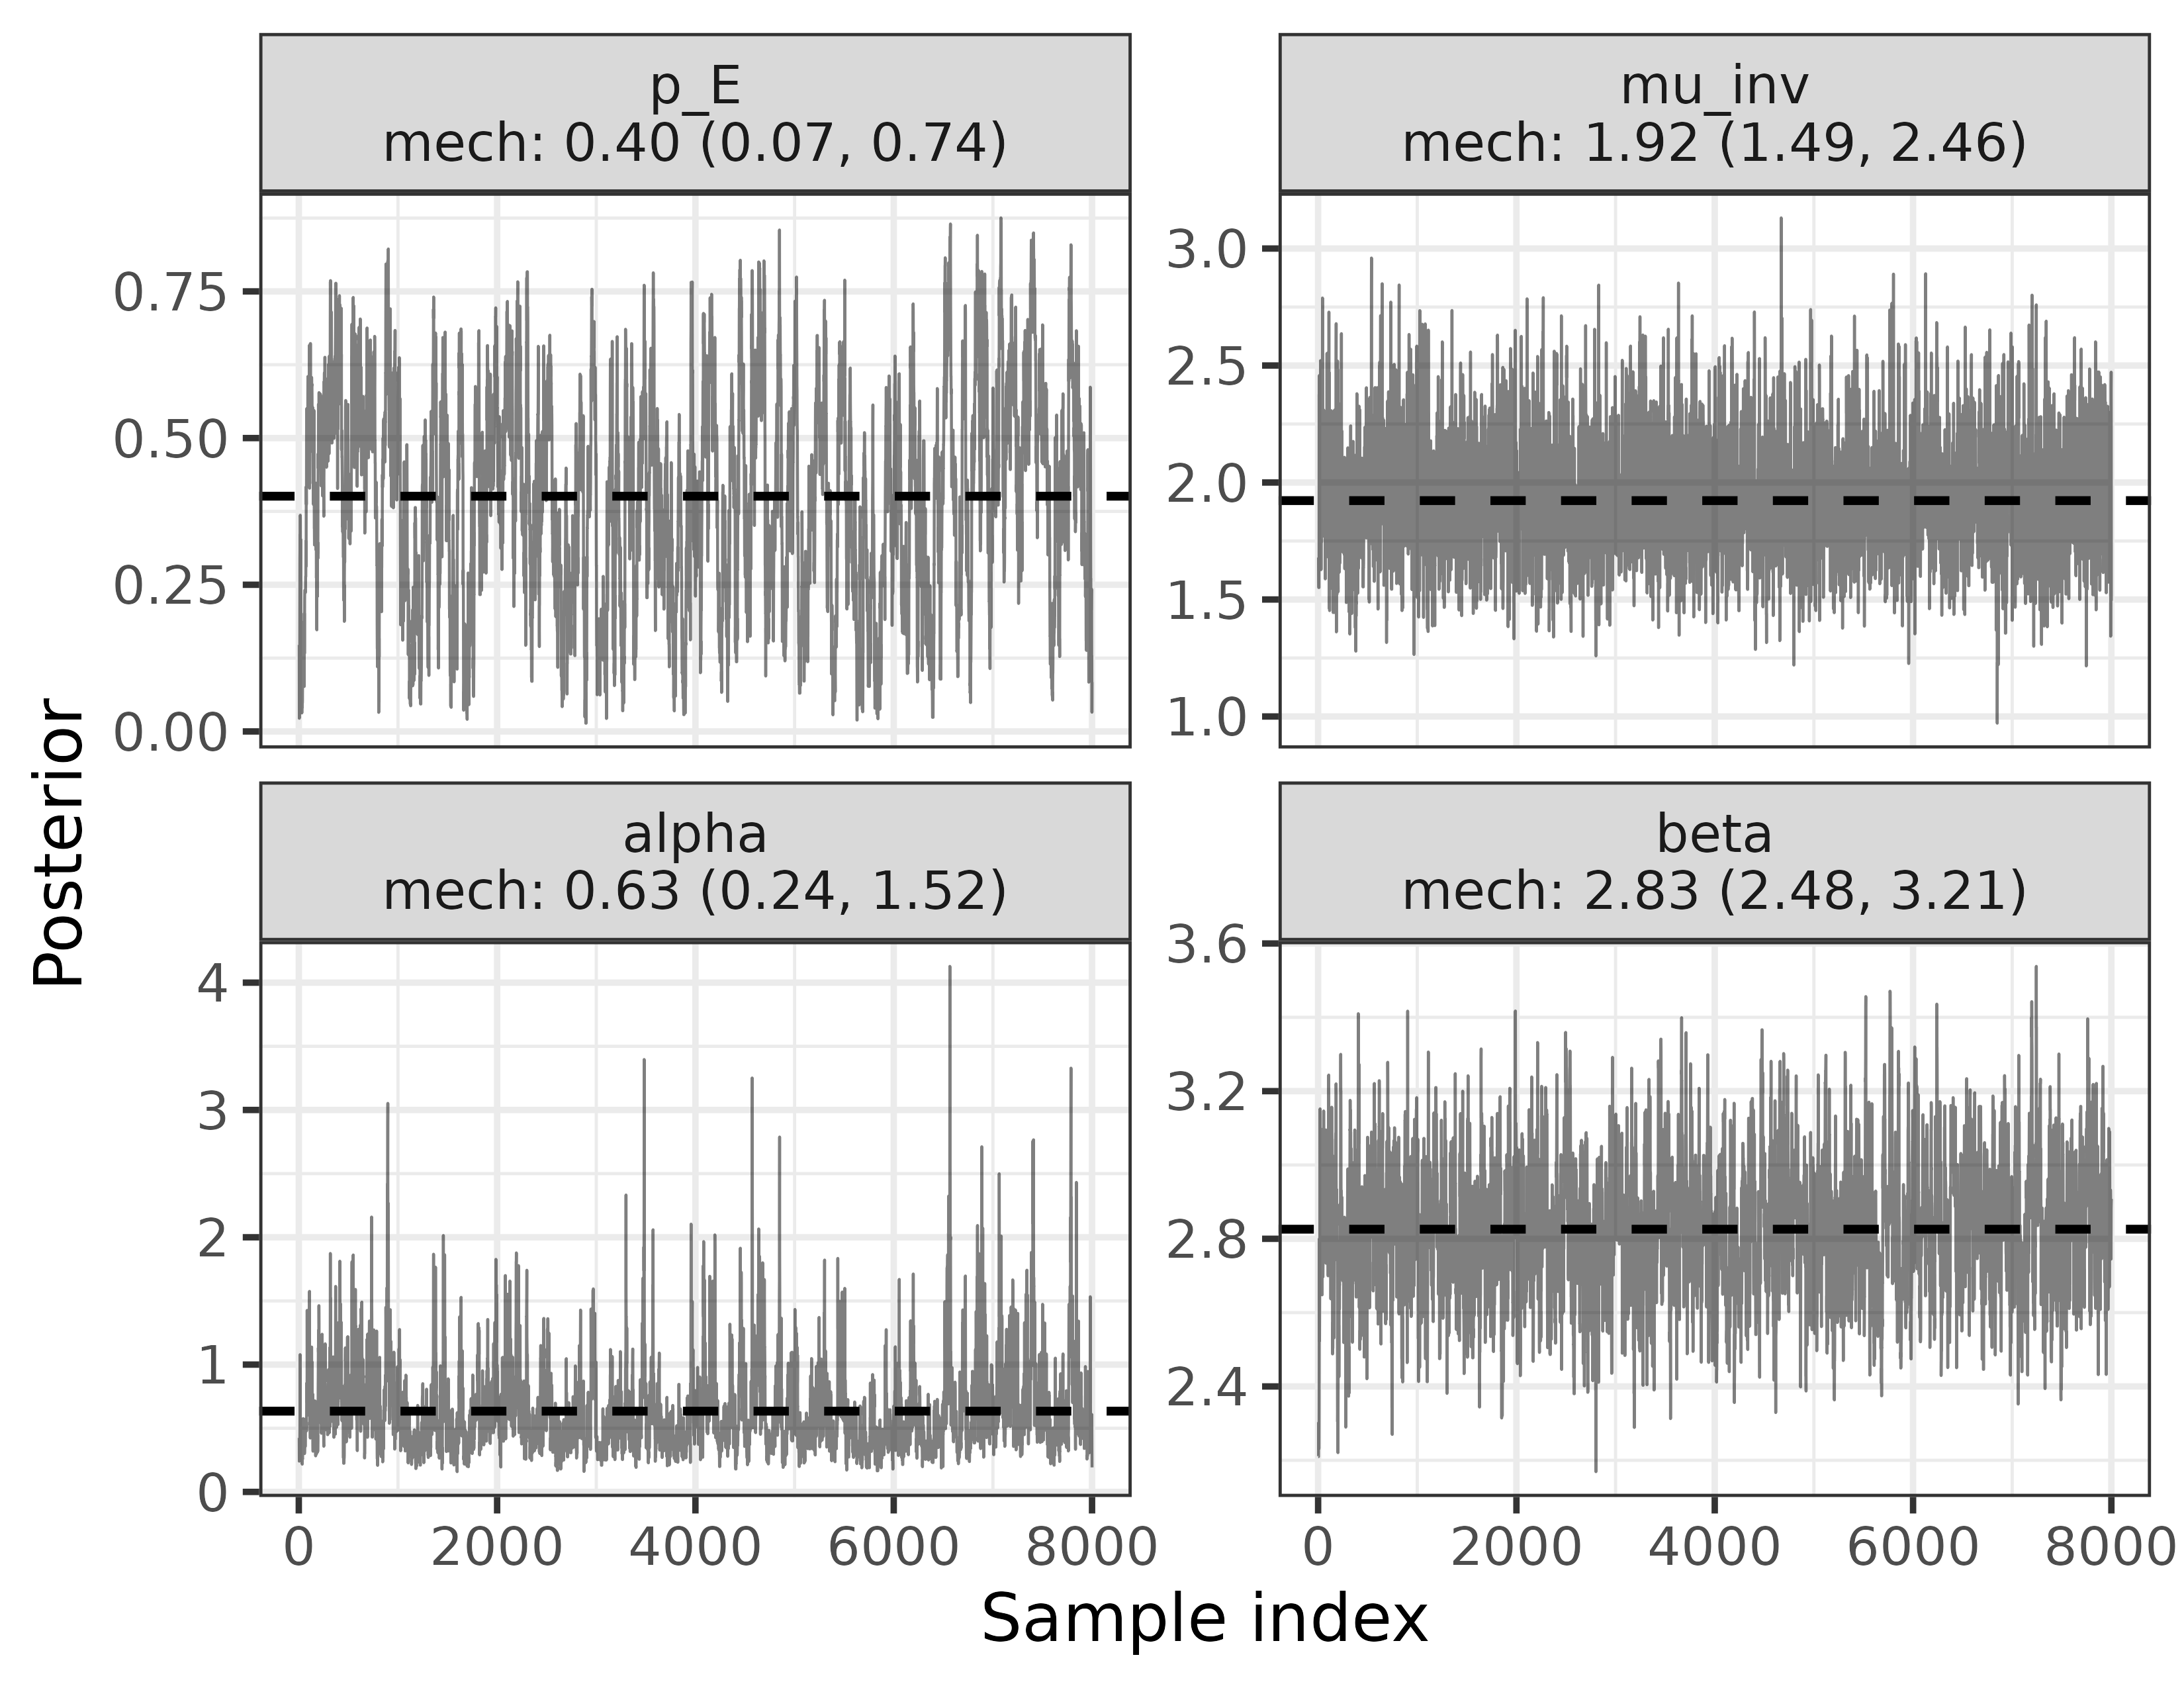 p_E
mech: 0.40 (0.07, 0.74)
mu_inv
mech: 1.92 (1.49, 2.46)
0.75
0.50
0.25
0.00
3.0
2.5
2.0
1.5
1.0
Posterior
alpha
mech: 0.63 (0.24, 1.52)
beta
mech: 2.83 (2.48, 3.21)
4
3
2
1
0
3.6
3.2
2.8
2.4
0 2000 4000 6000 8000
0 2000 4000 6000 8000
Sample index